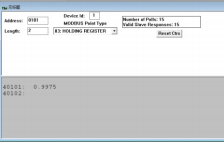 Device Id: 1
Address: 0101
MODBUS Point Type
Length: 2
03: HOLDING REGISTER
Number of Polls: 15
Valid Slave Responses: 15
Reset Ctrs
40101: 0.9975
40102: